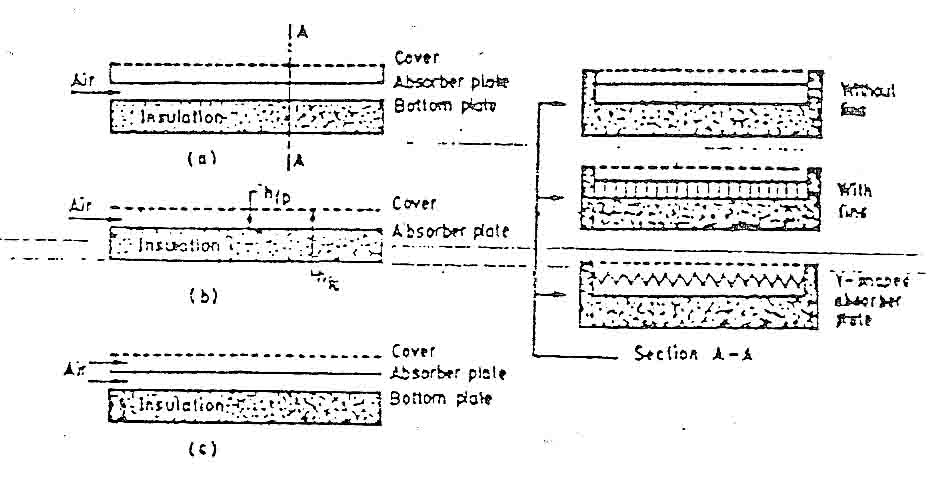 A
Air
Cover
Absorber plate
Bottom plate
Insulation
(a)
A
Air
Cover
Absorber plate
Insulation
(b)
Air
Cover
Absorber plate
Bottom plate
Insulation
(c)
Without
fins
With
fins
V-shaped
absorber
plate
Section A-A